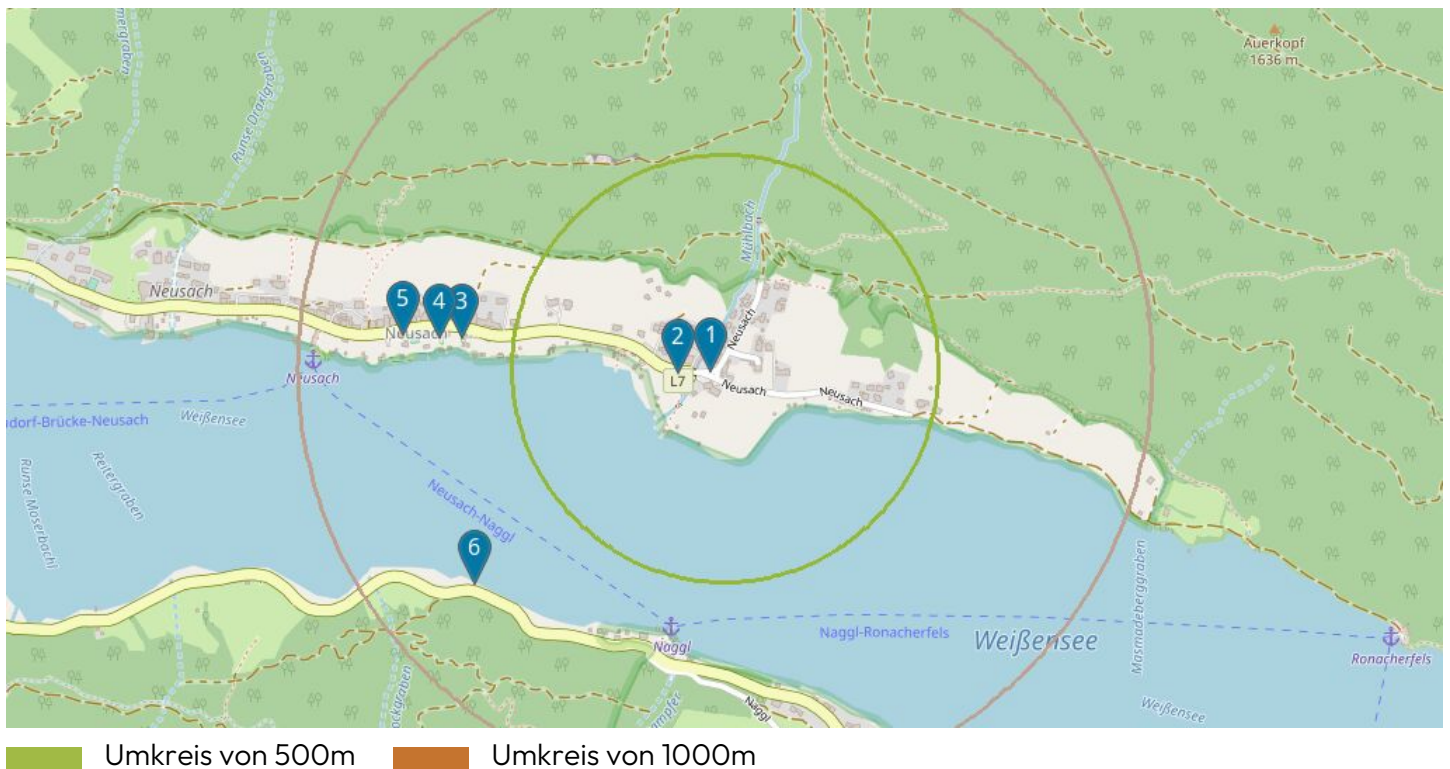 Auerkopf
1636 m
Runse Draxlgraben
Mühlbach
Neusach
5
4
3
2
1
Neusach
Neusach
L7
Neusach
Neusach
Neusach
Weißensee
dorf-Brücke-Neusach
Reitergraben
Runse Moserbachl
Neusach-Naggl
6
Masmadeberggraben
Naggl
Naggl-Ronacherfels
Weißensee
Ronacherfels
Naggl
Weißensee
Umkreis von 500m
Umkreis von 1000m